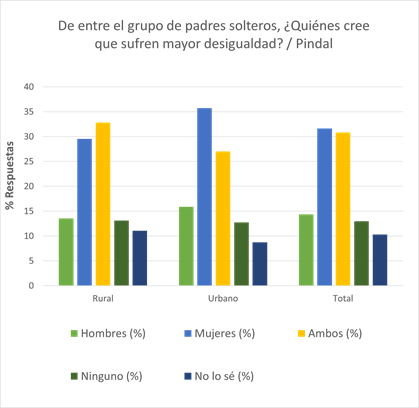 De entre el grupo de padres solteros, ¿Quiénes cree
que sufren mayor desigualdad? / Pindal
% Respuestas
40
35
30
25
20
15
10
5
0
Rural Urbano Total
Hombres (%) Mujeres (%) Ambos (%)
Ninguno (%) No lo sé (%)